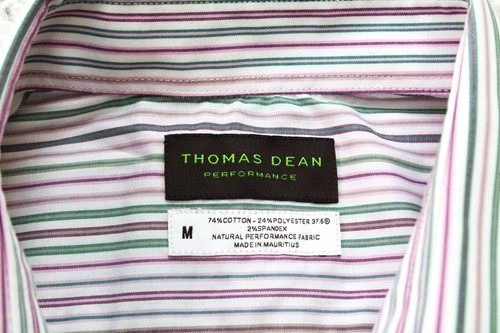 THOMAS DEAN
PERFORMANCE
M
74%COTTON - 24%POLYESTER 37.5®
2%SPANDEX
NATURAL PERFORMANCE FABRIC
MADE IN MAURITIUS